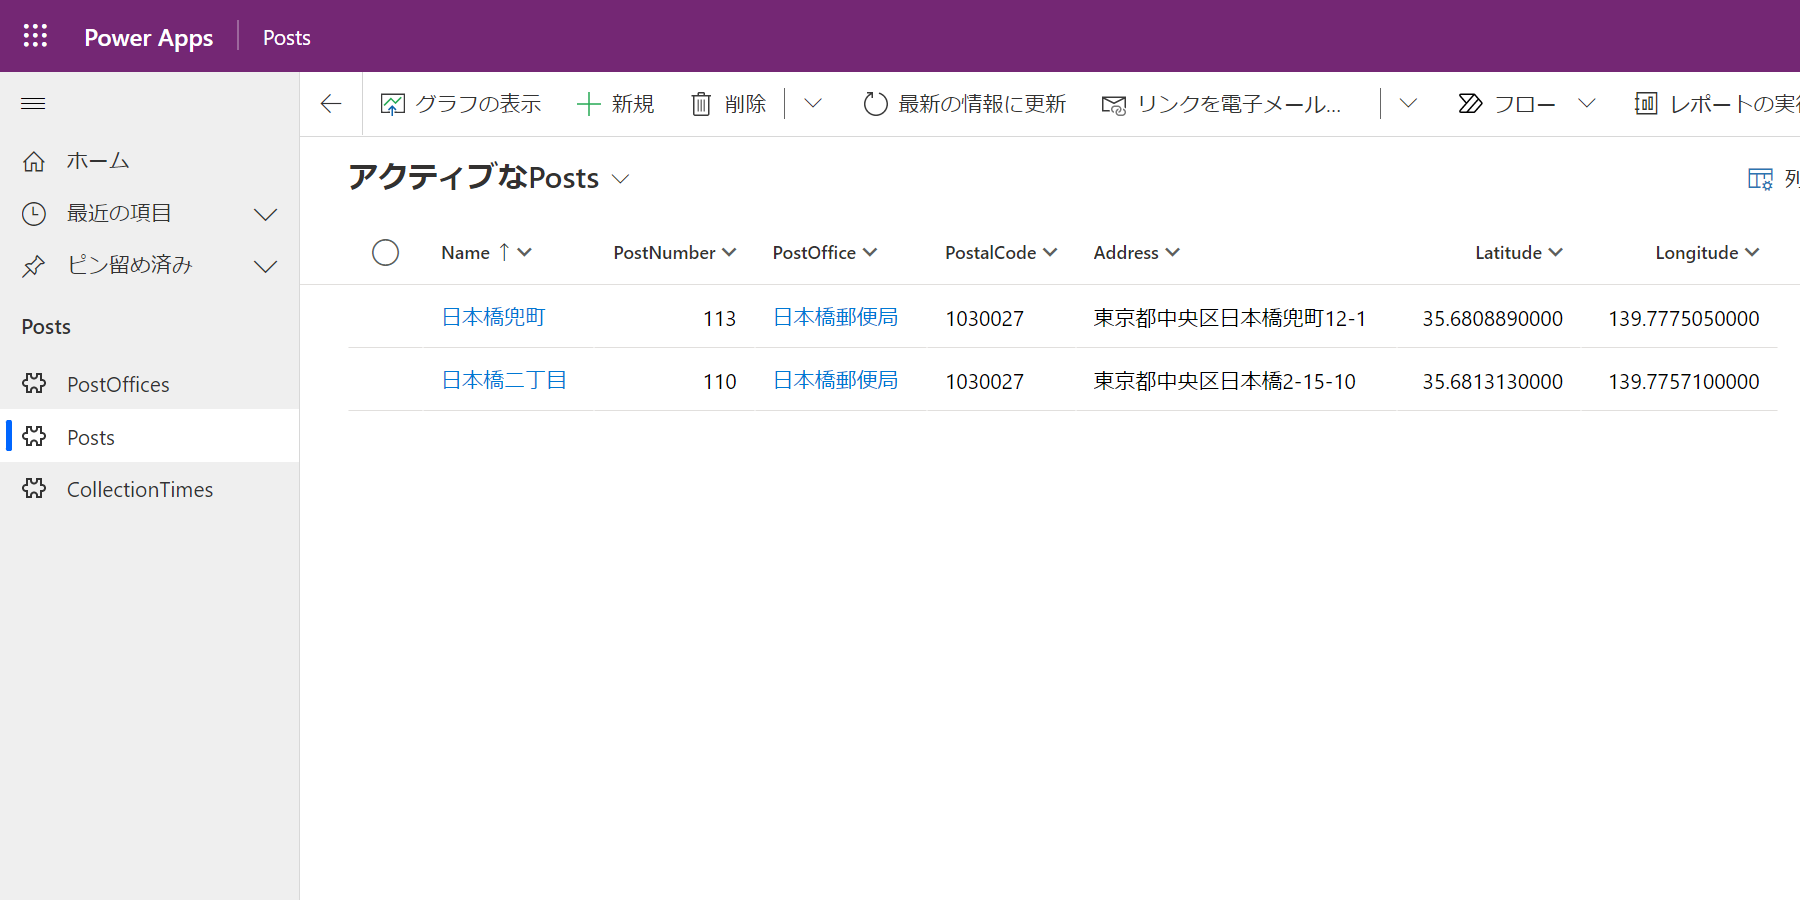 Power Apps
Posts
グラフの表示
新規
削除
最新の情報に更新
リンクを電子メール...
フロー
レポートの実
ホーム
最近の項目
ピン留め済み
Posts
PostOffices
Posts
CollectionTimes
アクティブなPosts
列
Name PostNumber PostOffice PostalCode Address Latitude Longitude
日本橋兜町 113 日本橋郵便局 1030027 東京都中央区日本橋兜町12-1 35.6808890000 139.7775050000
日本橋二丁目 110 日本橋郵便局 1030027 東京都中央区日本橋2-15-10 35.6813130000 139.7757100000